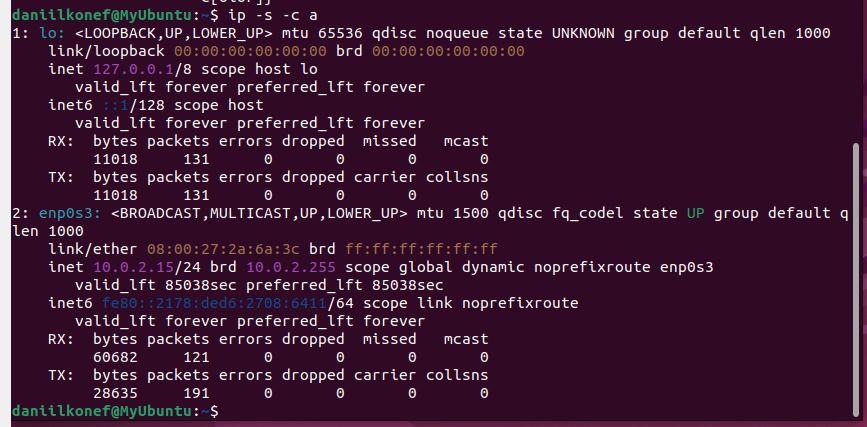 daniilkonef@MyUbuntu:~$ ip -s -c a
1: lo: <LOOPBACK,UP,LOWER_UP> mtu 65536 qdisc noqueue state UNKNOWN group default qlen 1000
    link/loopback 00:00:00:00:00:00 brd 00:00:00:00:00:00
    inet 127.0.0.1/8 scope host lo
       valid_lft forever preferred_lft forever
    inet6 ::1/128 scope host
       valid_lft forever preferred_lft forever
    RX:  bytes packets errors dropped  missed   mcast
         11018     131      0       0       0       0
    TX:  bytes packets errors dropped carrier collsns
         11018     131      0       0       0       0
2: enp0s3: <BROADCAST,MULTICAST,UP,LOWER_UP> mtu 1500 qdisc fq_codel state UP group default q
len 1000
    link/ether 08:00:27:2a:6a:3c brd ff:ff:ff:ff:ff:ff
    inet 10.0.2.15/24 brd 10.0.2.255 scope global dynamic noprefixroute enp0s3
       valid_lft 85038sec preferred_lft 85038sec
    inet6 fe80::2178:ded6:2708:6411/64 scope link noprefixroute
       valid_lft forever preferred_lft forever
    RX:  bytes packets errors dropped  missed   mcast
         60682     121      0       0       0       0
    TX:  bytes packets errors dropped carrier collsns
         28635     191      0       0       0       0
daniilkonef@MyUbuntu:~$